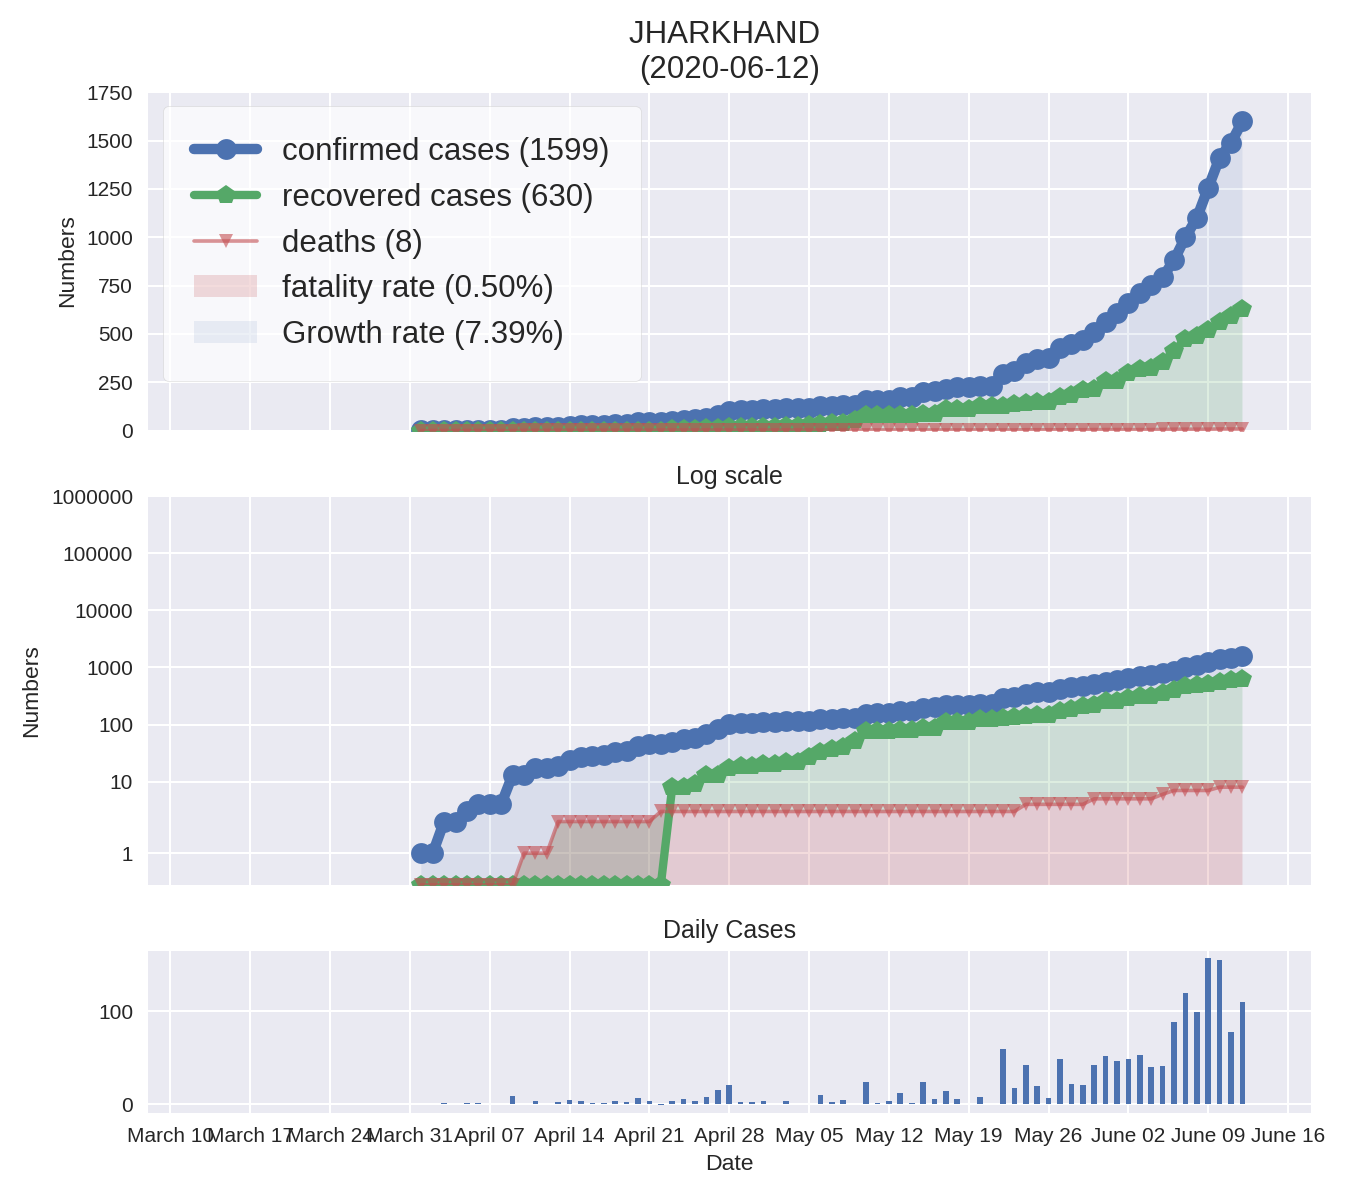 JHARKHAND
(2020-06-12)
1750
1500
1250
1000
750
500
250
0
Numbers
confirmed cases (1599)
recovered cases (630)
deaths (8)
fatality rate (0.50%)
Growth rate (7.39%)
Log scale
1000000
100000
10000
1000
100
10
1
Numbers
Daily Cases
100
0
March 10 March 17 March 24 March 31 April 07 April 14 April 21 April 28 May 05 May 12 May 19 May 26 June 02 June 09 June 16
Date